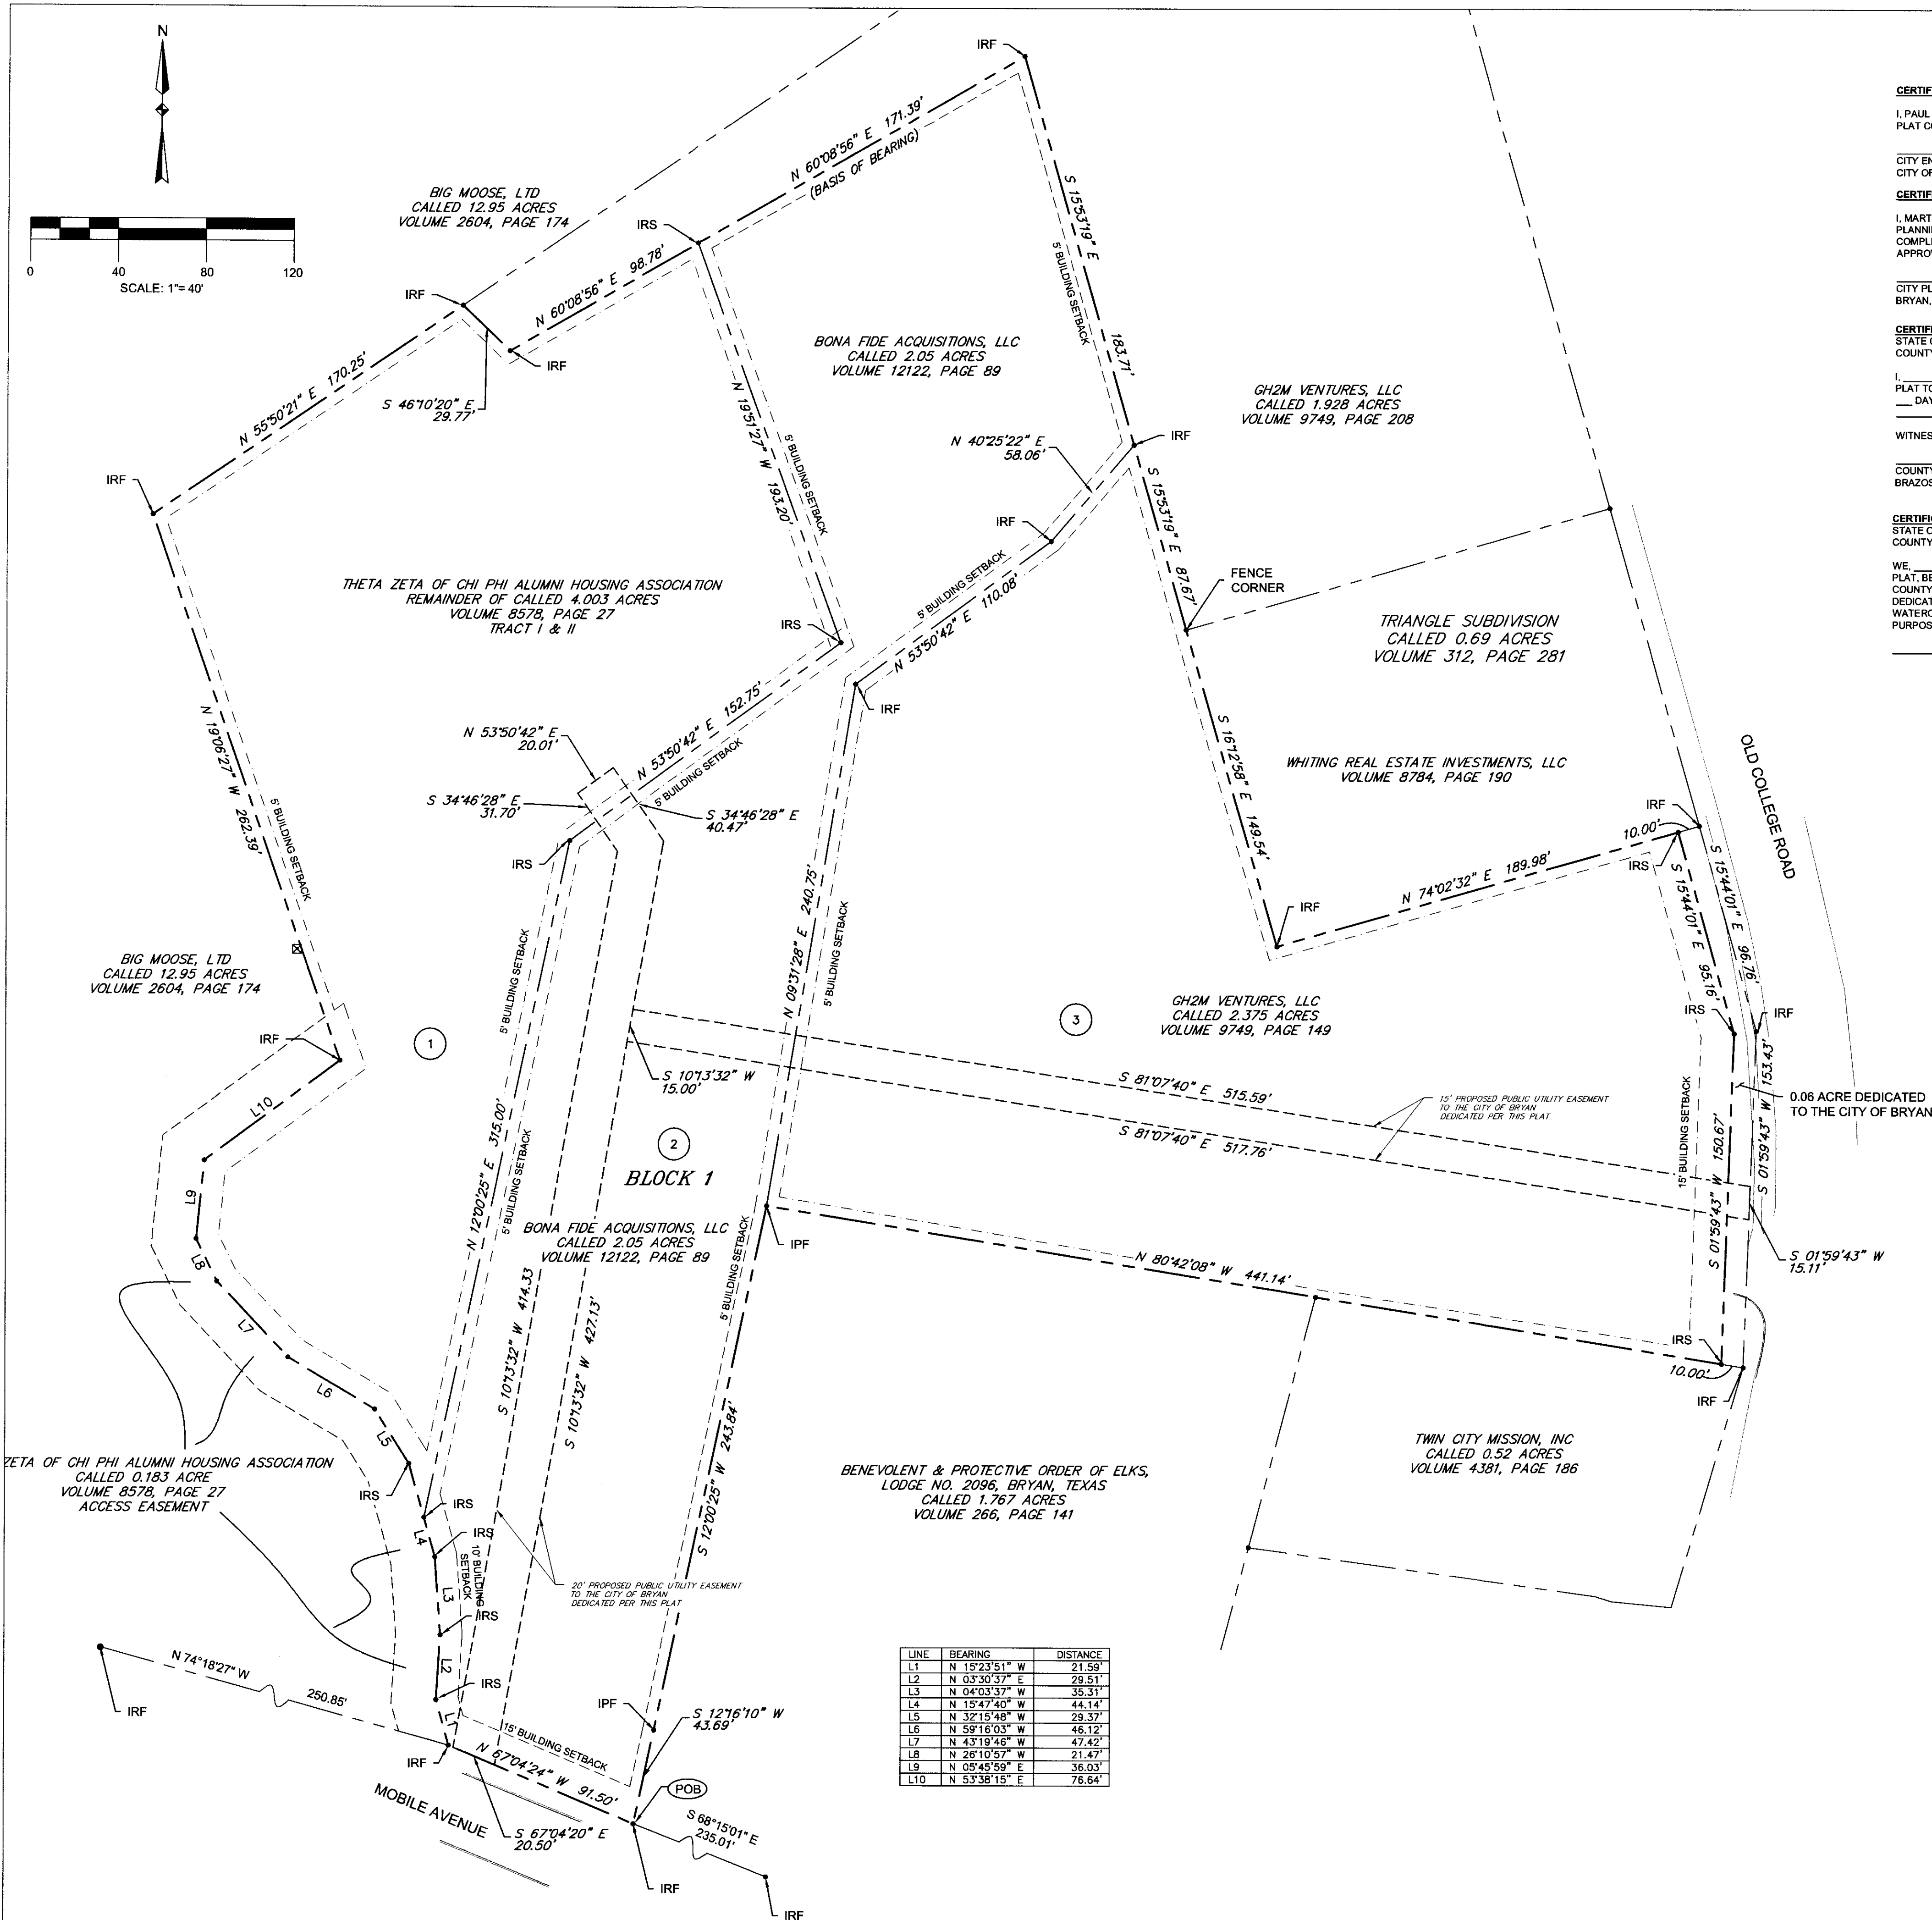 N
0 40 80 120
SCALE: 1"= 40'
BIG MOOSE, LTD
CALLED 12.95 ACRES
VOLUME 2604, PAGE 174
IRF
N 60°08'56" E 171.39'
(BASIS OF BEARING)
IRS
N 60°08'56" E 98.78'
IRF
IRF
S 46°10'20" E
29.77'
N 55°50'21" E 170.25'
IRF
S 15°53'19" E
183.71'
5' BUILDING SETBACK
BONA FIDE ACQUISITIONS, LLC
CALLED 2.05 ACRES
VOLUME 12122, PAGE 89
N 19°51'27" W 193.20'
5' BUILDING SETBACK
GH2M VENTURES, LLC
CALLED 1.928 ACRES
VOLUME 9749, PAGE 208
N 40°25'22" E
58.06'
IRF
IRF
S 15°53'19" E 87.67'
FENCE
CORNER
THETA ZETA OF CHI PHI ALUMNI HOUSING ASSOCIATION
REMAINDER OF CALLED 4.003 ACRES
VOLUME 8578, PAGE 27
TRACT I & II
IRS
5' BUILDING SETBACK
N 53°50'42" E 110.08'
IRF
TRIANGLE SUBDIVISION
CALLED 0.69 ACRES
VOLUME 312, PAGE 281
N 53°50'42" E 152.75'
5' BUILDING SETBACK
N 53°50'42" E
20.01'
S 34°46'28" E
31.70'
S 34°46'28" E
40.47'
IRS
N 19°06'27" W 262.39'
5' BUILDING SETBACK
S 16°12'58" E 149.54'
WHITING REAL ESTATE INVESTMENTS, LLC
VOLUME 8784, PAGE 190
OLD COLLEGE ROAD
IRF
10.00'
IRS
N 74°02'32" E 189.98'
IRF
S 15°44'01" E 96.76'
S 15°44'01" E 95.16'
IRS
IRF
BIG MOOSE, LTD
CALLED 12.95 ACRES
VOLUME 2604, PAGE 174
IRF
1
5' BUILDING SETBACK
N 09°31'28" E 240.75'
5' BUILDING SETBACK
3
GH2M VENTURES, LLC
CALLED 2.375 ACRES
VOLUME 9749, PAGE 149
S 10°13'32" W
15.00'
S 81°07'40" E 515.59'
S 81°07'40" E 517.76'
15' PROPOSED PUBLIC UTILITY EASEMENT
TO THE CITY OF BRYAN
DEDICATED PER THIS PLAT
15' BUILDING SETBACK
S 01°59'43" W 150.67'
S 01°59'43" W 153.43'
0.06 ACRE DEDICATED
TO THE CITY OF BRYAN
S 01°59'43" W
15.11'
L10
L9
L8
L7
L6
L5
L4
L3
L2
L1
N 12°00'25" E 315.00'
5' BUILDING SETBACK
2
BLOCK 1
BONA FIDE ACQUISITIONS, LLC
CALLED 2.05 ACRES
VOLUME 12122, PAGE 89
IPF
5' BUILDING SETBACK
N 80°42'08" W 441.14'
IRS
10.00'
IRF
S 10°13'32" W 414.33
S 10°13'32" W 427.13'
S 12°00'25" W 243.84'
ZETA OF CHI PHI ALUMNI HOUSING ASSOCIATION
CALLED 0.183 ACRE
VOLUME 8578, PAGE 27
ACCESS EASEMENT
IRS
IRS
IRS
IRS
IRS
10' BUILDING
SETBACK
20' PROPOSED PUBLIC UTILITY EASEMENT
TO THE CITY OF BRYAN
DEDICATED PER THIS PLAT
BENEVOLENT & PROTECTIVE ORDER OF ELKS,
LODGE NO. 2096, BRYAN, TEXAS
CALLED 1.767 ACRES
VOLUME 266, PAGE 141
TWIN CITY MISSION, INC
CALLED 0.52 ACRES
VOLUME 4381, PAGE 186
N 74°18'27" W
250.85'
IRF
IRF
IPF
S 12°16'10" W
43.69'
15' BUILDING SETBACK
N 67°04'24" W 91.50'
POB
MOBILE AVENUE
S 67°04'20" E
20.50'
S 68°15'01" E
235.01'
IRF
IRF
LINE BEARING DISTANCE
L1 N 15°23'51" W 21.59'
L2 N 03°30'37" E 29.51'
L3 N 04°03'37" W 35.31'
L4 N 15°47'40" W 44.14'
L5 N 32°15'48" W 29.37'
L6 N 59°16'03" W 46.12'
L7 N 43°19'46" W 47.42'
L8 N 26°10'57" W 21.47'
L9 N 05°45'59" E 36.03'
L10 N 53°38'15" E 76.64'
I, PAUL
CITY OF
I, MART
BRYAN,
STATE
COUNTY
I,
PLAT TO
DAY
COUNTY
COUNTY
WE,
PLAT, BE
COUNTY